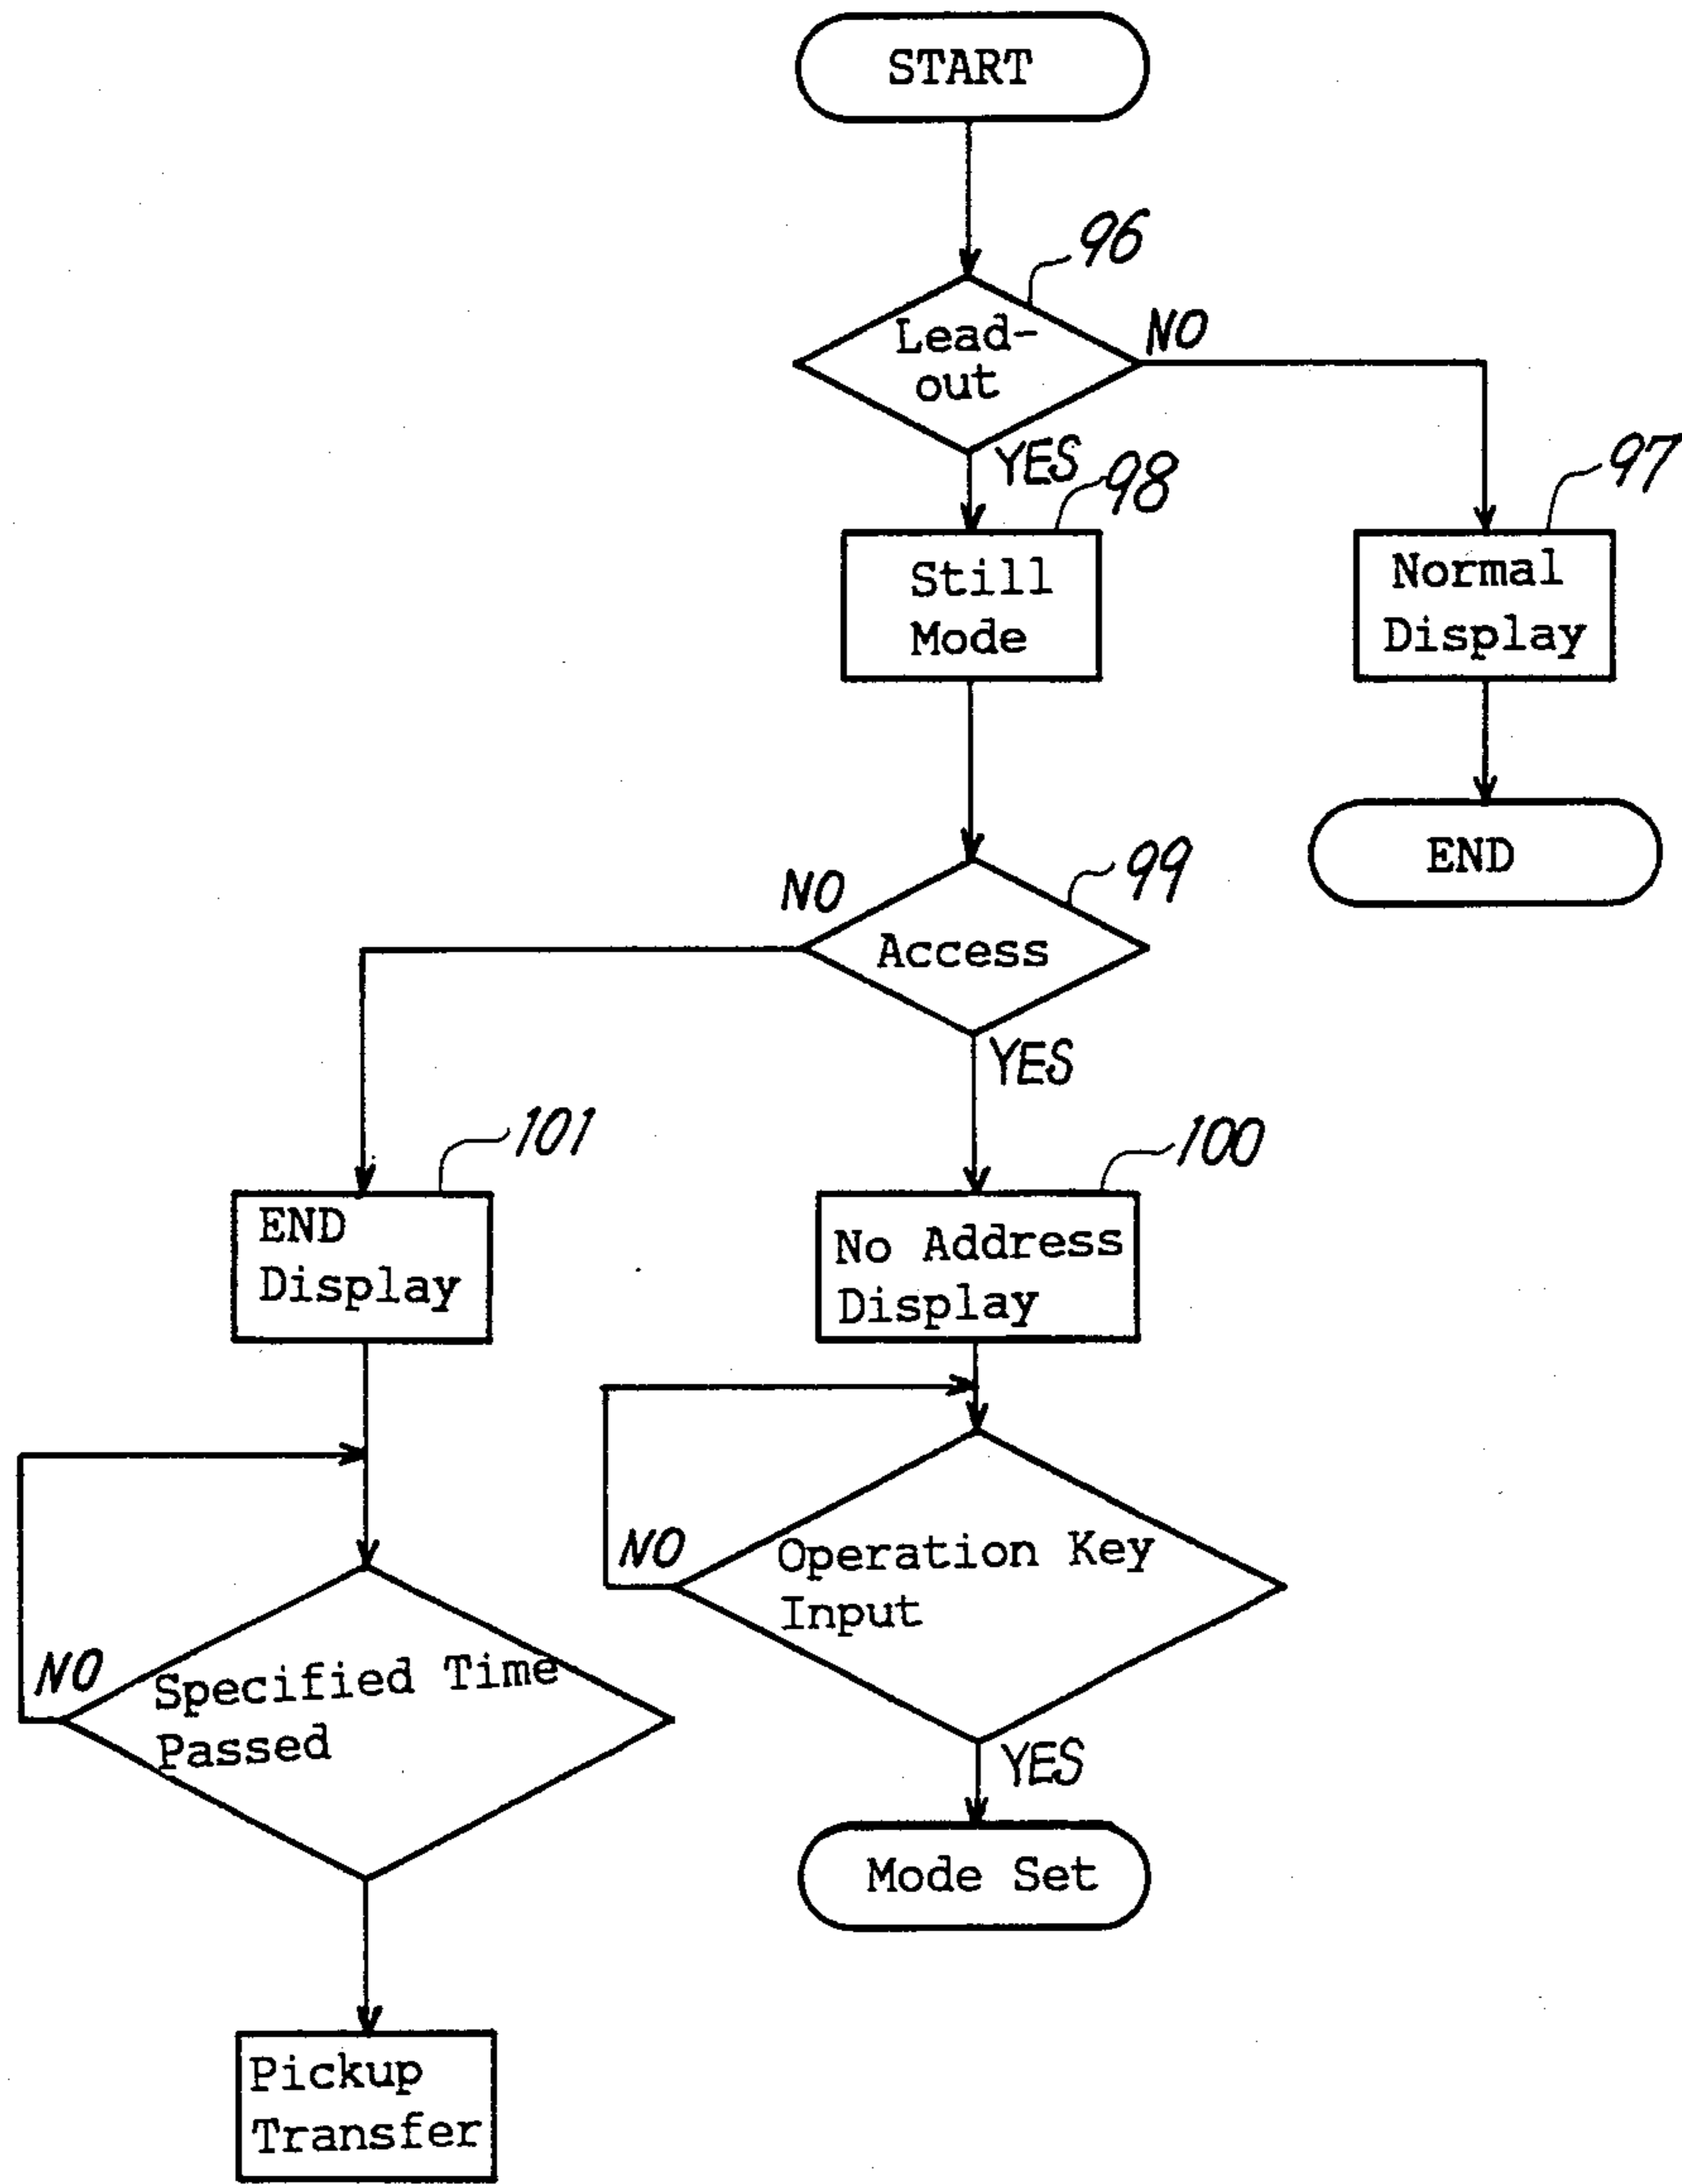 START
96
Lead-
out
NO
YES
98
97
Still
Mode
Normal
Display
END
99
NO
Access
YES
101
100
END
Display
No Address
Display
NO
Operation Key
Input
NO
Specified Time
Passed
YES
Mode Set
Pickup
Transfer